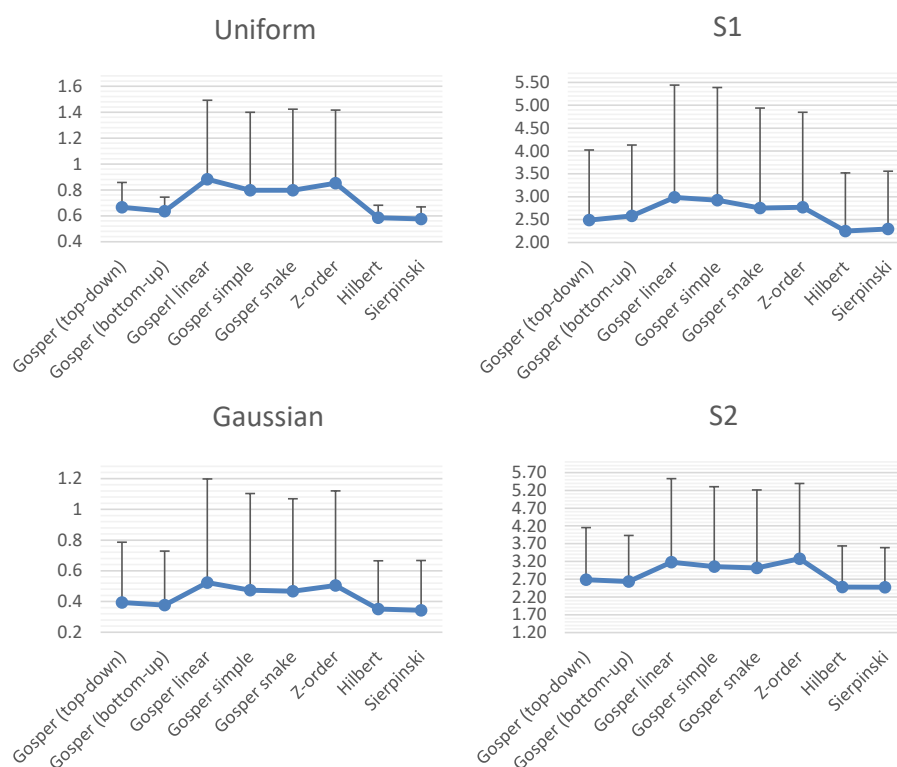 Uniform
1.6
1.4
1.2
1
0.8
0.6
0.4
Gosper (top-down)
Gosper (bottom-up)
Gosperl linear
Gosper simple
Gosper snake
Z-order
Hilbert
Sierpinski
S1
5.50
5.00
4.50
4.00
3.50
3.00
2.50
2.00
Gosper (top-down)
Gosper (bottom-up)
Gosper linear
Gosper simple
Gosper snake
Z-order
Hilbert
Sierpinski
Gaussian
1.2
1
0.8
0.6
0.4
0.2
Gosper (top-down)
Gosper (bottom-up)
Gosper linear
Gosper simple
Gosper snake
Z-order
Hilbert
Sierpinski
S2
5.70
5.20
4.70
4.20
3.70
3.20
2.70
2.20
1.70
1.20
Gosper (top-down)
Gosper (bottom-up)
Gosper linear
Gosper simple
Gosper snake
Z-order
Hilbert
Sierpinski